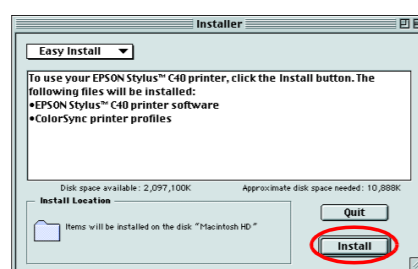 Installer
Easy Install
To use your EPSON Stylus™ C40 printer, click the Install button. The
following files will be installed:
•EPSON Stylus™ C40 printer software
•ColorSync printer profiles
Disk space available: 2,097,100K Approximate disk space needed: 10,888K
Install Location
Items will be installed on the disk "Macintosh HD"
Quit
Install